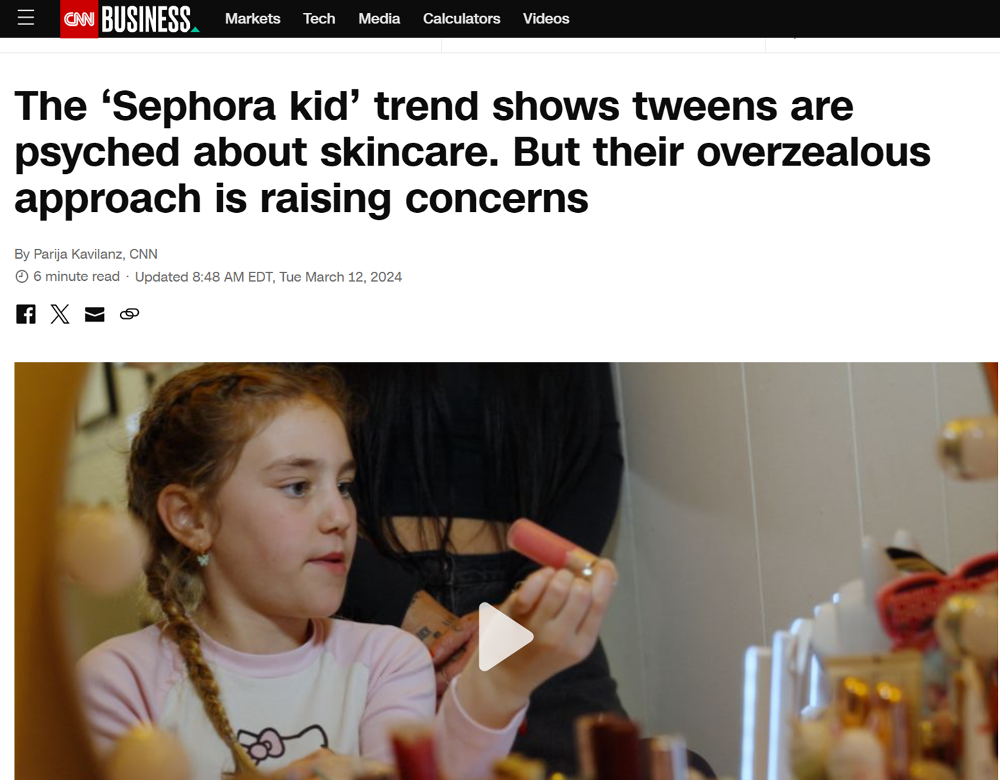 CNN BUSINESS Markets Tech Media Calculators Videos
The ‘Sephora kid’ trend shows tweens are
psyched about skincare. But their overzealous
approach is raising concerns
By Parija Kavilanz, CNN
6 minute read · Updated 8:48 AM EDT, Tue March 12, 2024